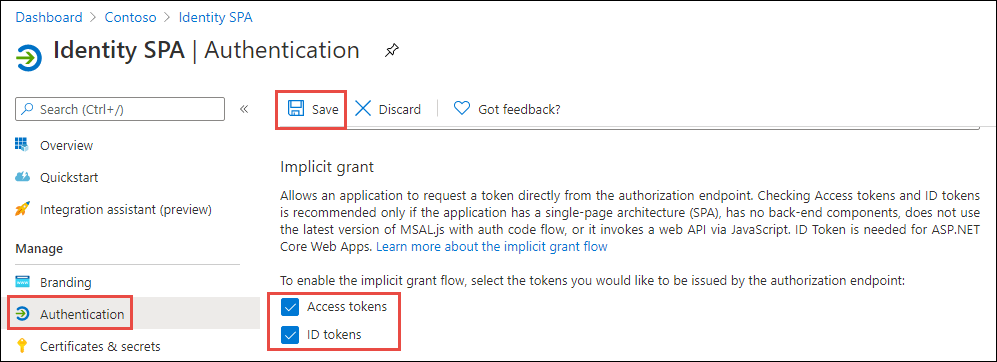 Dashboard > Contoso > Identity SPA
Identity SPA | Authentication
Search (Ctrl+/)
«
Overview
Quickstart
Integration assistant (preview)
Manage
Branding
Authentication
Certificates & secrets
Save
Discard
Got feedback?
Implicit grant
Allows an application to request a token directly from the authorization endpoint. Checking Access tokens and ID tokens
is recommended only if the application has a single-page architecture (SPA), has no back-end components, does not use
the latest version of MSAL.js with auth code flow, or it invokes a web API via JavaScript. ID Token is needed for ASP.NET
Core Web Apps. Learn more about the implicit grant flow
To enable the implicit grant flow, select the tokens you would like to be issued by the authorization endpoint:
Access tokens
ID tokens